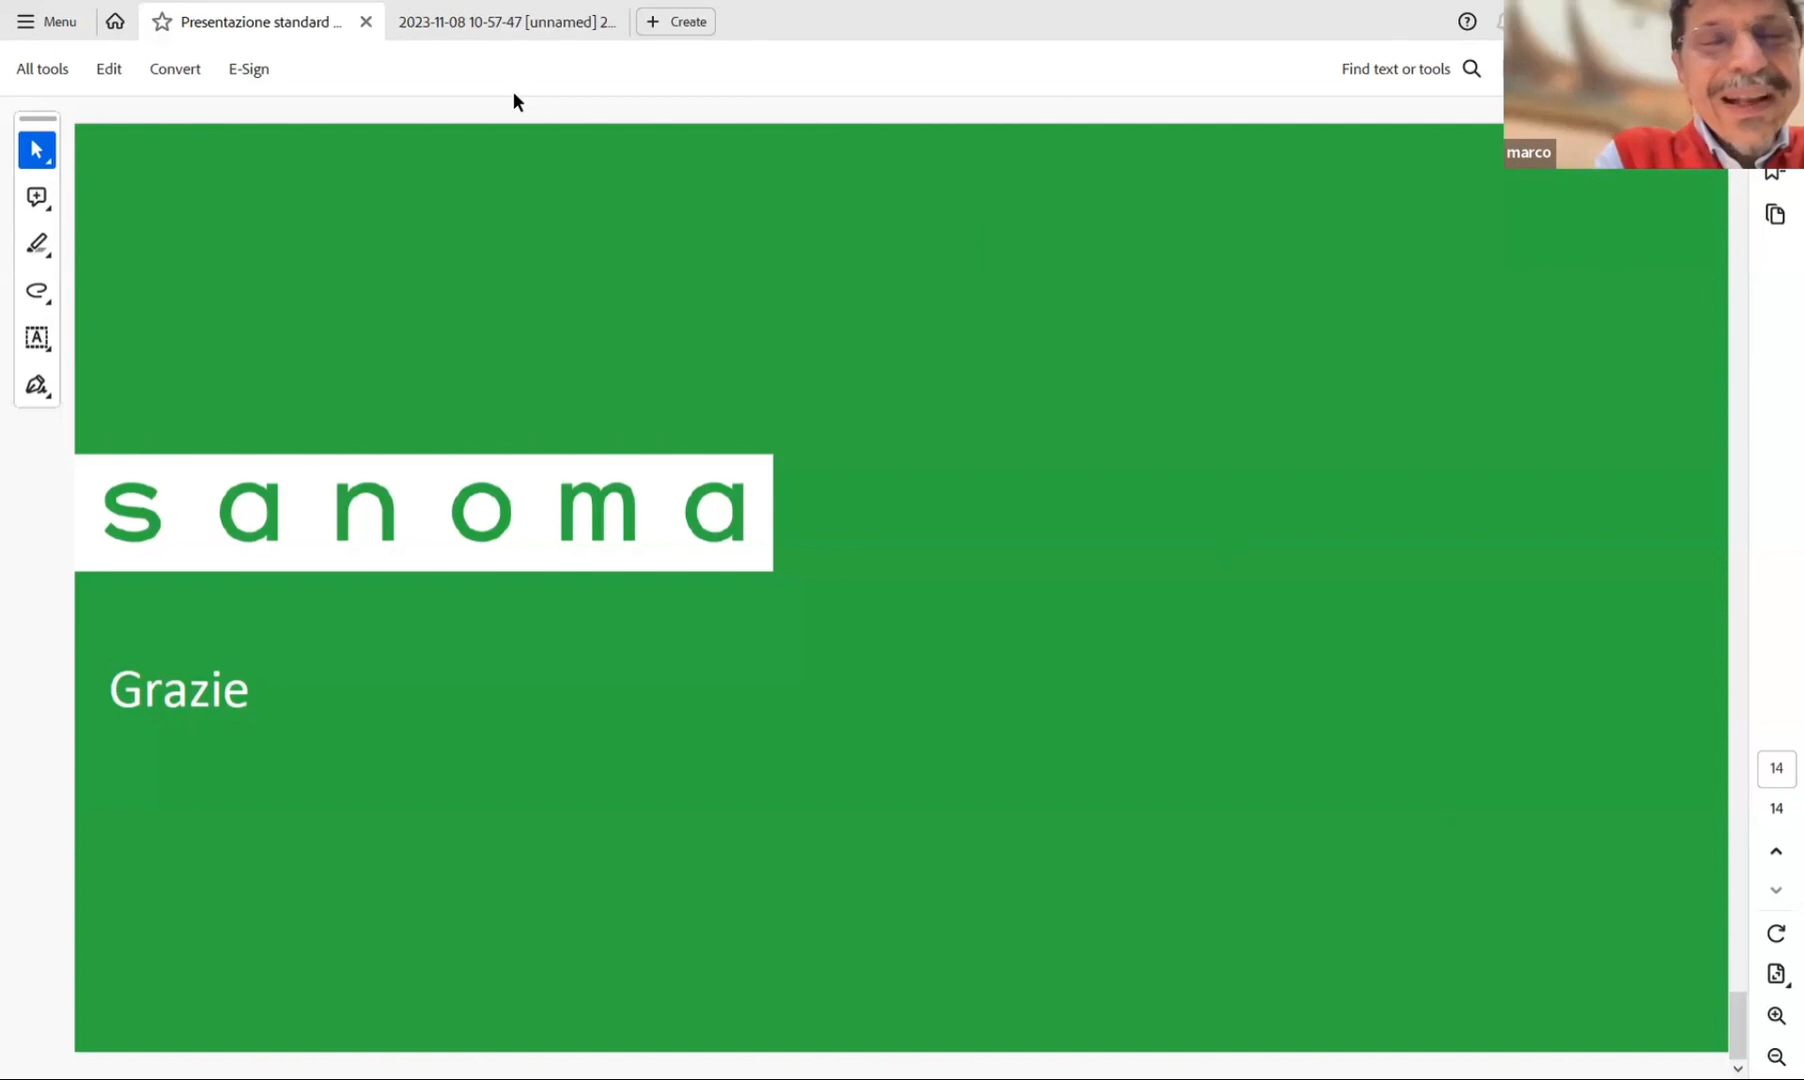 Menu
Presentazione standard ...
2023-11-08 10-57-47 [unnamed] 2...
Create
All tools
Edit
Convert
E-Sign
Find text or tools
marco
sanoma
Grazie
14
14